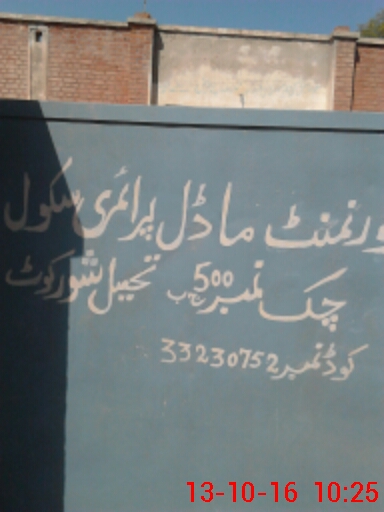 ورنمنٹ ماڈل پرائمری سکول
چک نمبر 500 ج ب تحصیل شورکوٹ
کوڈ نمبر 33230752
13-10-16 10:25